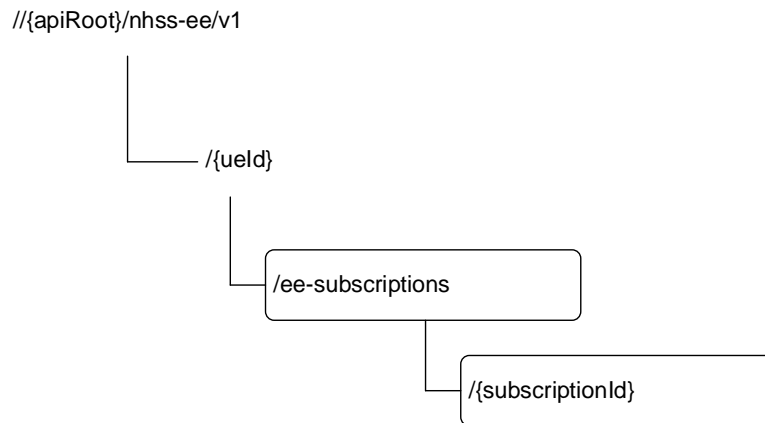 //{apiRoot}/nhss-ee/v1
/{ueId}
/ee-subscriptions
/{subscriptionId}